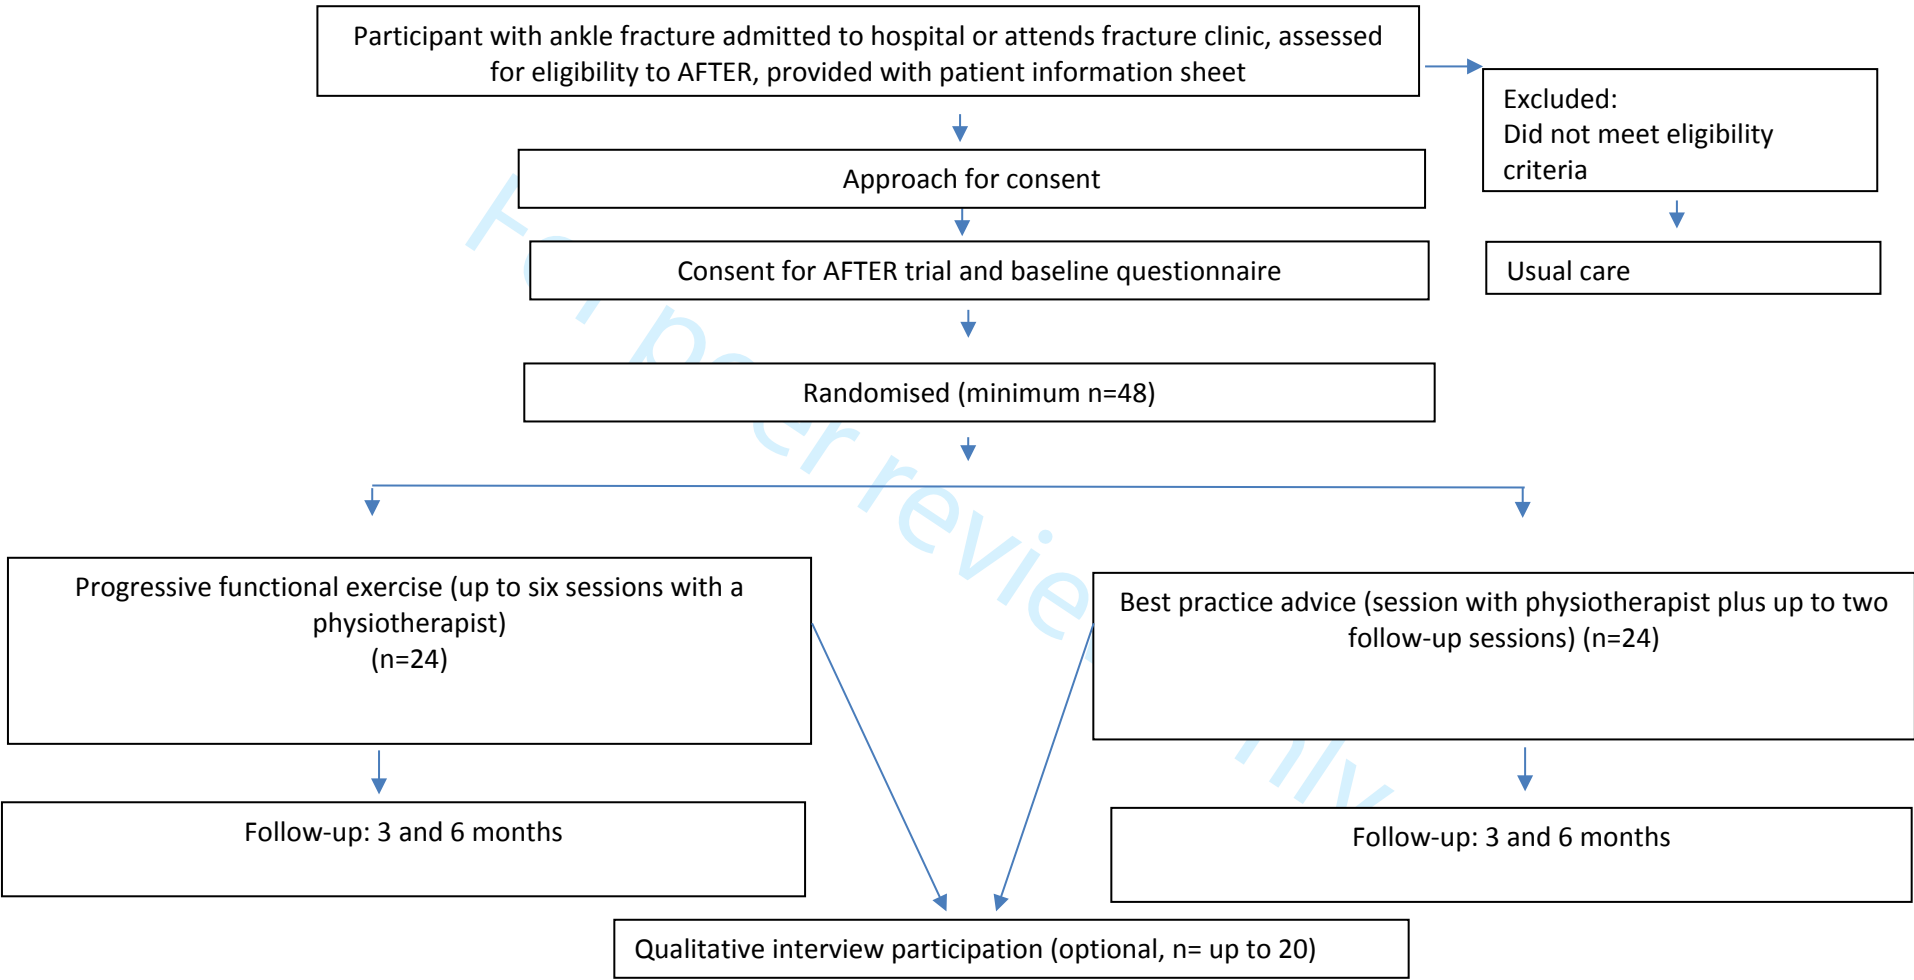 Participant with ankle fracture admitted to hospital or attends fracture clinic, assessed
for eligibility to AFTER, provided with patient information sheet
Excluded:
Did not meet eligibility
criteria
Approach for consent
Consent for AFTER trial and baseline questionnaire
Usual care
Randomised (minimum n=48)
Progressive functional exercise (up to six sessions with a
physiotherapist)
(n=24)
Best practice advice (session with physiotherapist plus up to two
follow-up sessions) (n=24)
Follow-up: 3 and 6 months
Follow-up: 3 and 6 months
Qualitative interview participation (optional, n= up to 20)
For peer review only